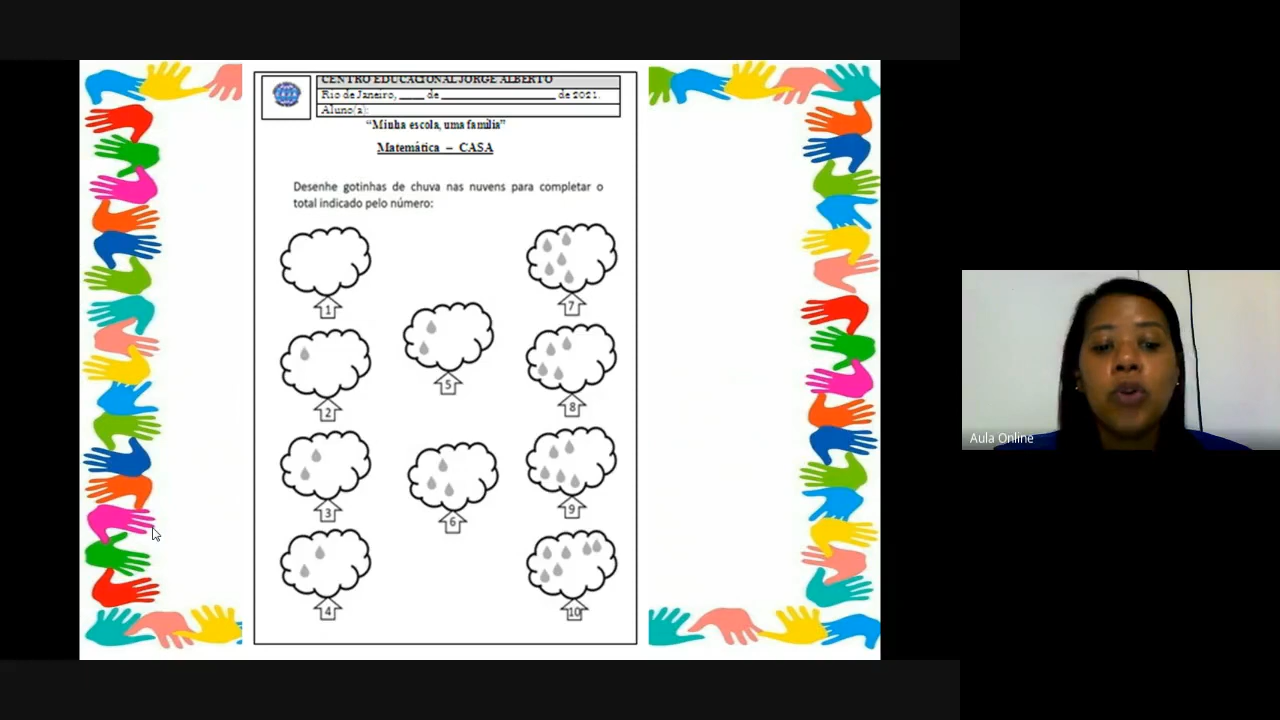 CENTRO EDUCACIONAL JORGE ALBERTO
Rio de Janeiro, ____ de ________________ de 2021.
Aluno(a):
“Minha escola, uma família”
Matemática – CASA
Desenhe gotinhas de chuva nas nuvens para completar o
total indicado pelo número:
1
2
3
4
5
6
7
8
9
10
Aula Online